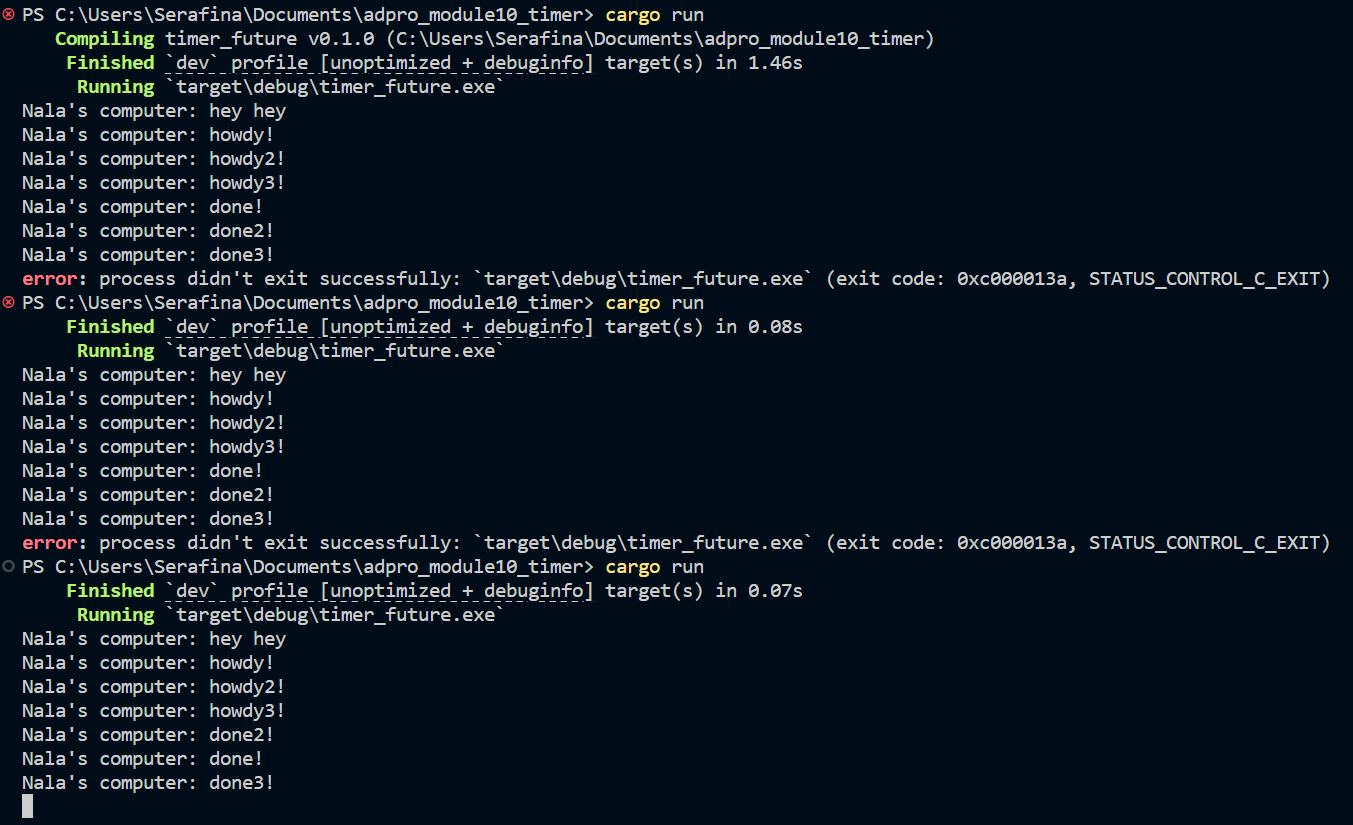 PS C:\Users\Serafina\Documents\adpro_module10_timer> cargo run
Compiling timer_future v0.1.0 (C:\Users\Serafina\Documents\adpro_module10_timer)
Finished `dev` profile [unoptimized + debuginfo] target(s) in 1.46s
Running `target\debug\timer_future.exe`
Nala's computer: hey hey
Nala's computer: howdy!
Nala's computer: howdy2!
Nala's computer: howdy3!
Nala's computer: done!
Nala's computer: done2!
Nala's computer: done3!
error: process didn't exit successfully: `target\debug\timer_future.exe` (exit code: 0xc000013a, STATUS_CONTROL_C_EXIT)
PS C:\Users\Serafina\Documents\adpro_module10_timer> cargo run
Finished `dev` profile [unoptimized + debuginfo] target(s) in 0.08s
Running `target\debug\timer_future.exe`
Nala's computer: hey hey
Nala's computer: howdy!
Nala's computer: howdy2!
Nala's computer: howdy3!
Nala's computer: done!
Nala's computer: done2!
Nala's computer: done3!
error: process didn't exit successfully: `target\debug\timer_future.exe` (exit code: 0xc000013a, STATUS_CONTROL_C_EXIT)
PS C:\Users\Serafina\Documents\adpro_module10_timer> cargo run
Finished `dev` profile [unoptimized + debuginfo] target(s) in 0.07s
Running `target\debug\timer_future.exe`
Nala's computer: hey hey
Nala's computer: howdy!
Nala's computer: howdy2!
Nala's computer: howdy3!
Nala's computer: done2!
Nala's computer: done!
Nala's computer: done3!